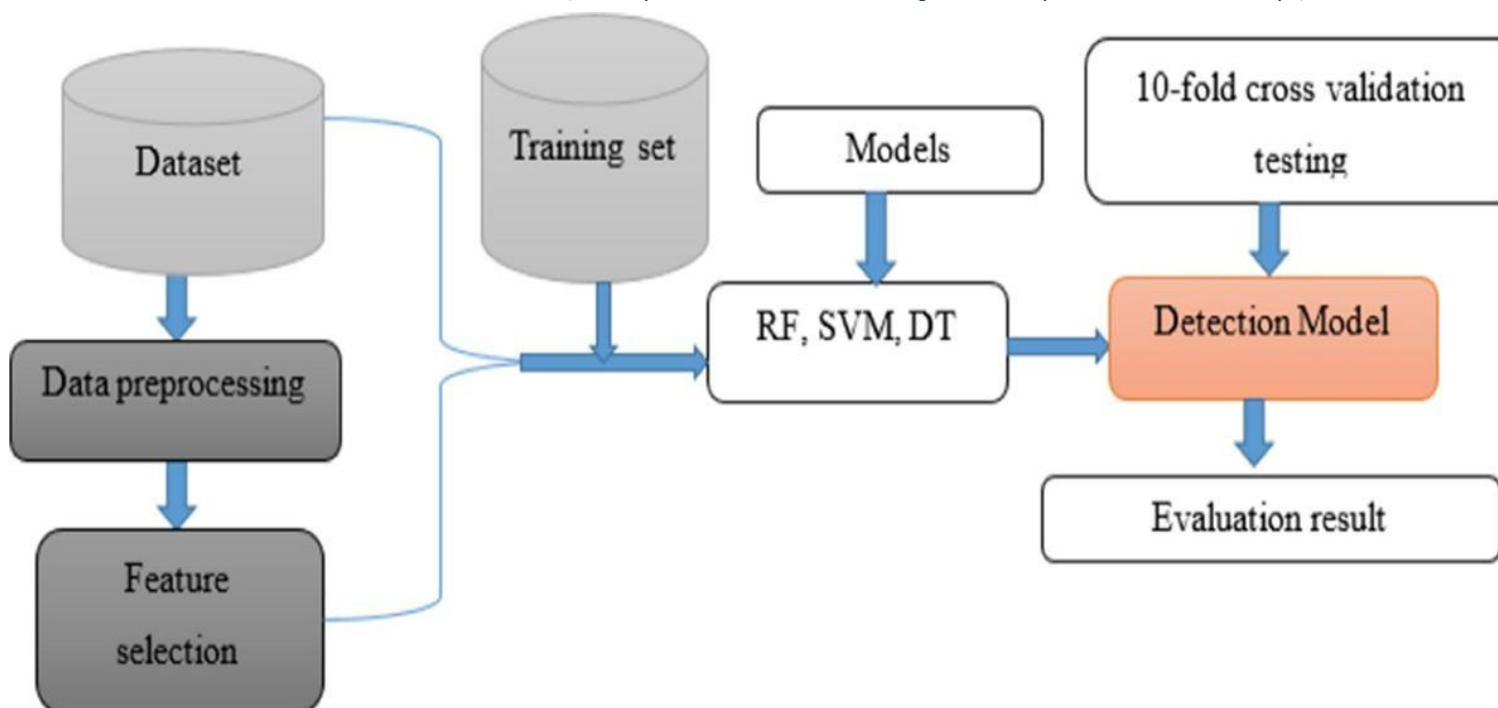 Dataset
Data preprocessing
Feature
selection
Training set
Models
RF, SVM, DT
10-fold cross validation
testing
Detection Model
Evaluation result